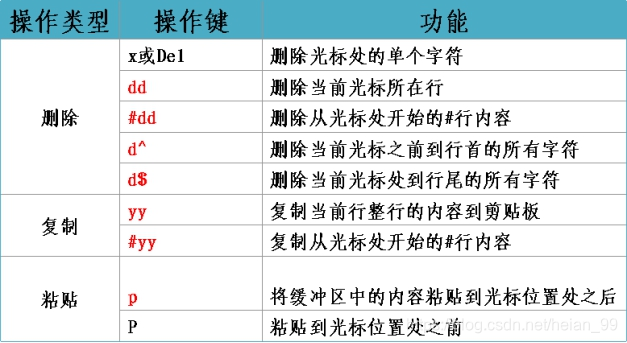 操作类型 操作键 功能
删除 x或Del 删除光标处的单个字符
dd 删除当前光标所在行
#dd 删除从光标处开始的#行内容
d^ 删除当前光标之前到行首的所有字符
d$ 删除当前光标处到行尾的所有字符
复制 yy 复制当前行整行的内容到剪贴板
#yy 复制从光标处开始的#行内容
粘贴 p 将缓冲区中的内容粘贴到光标位置处之后
P 粘贴到光标位置处之前
https://blog.csdn.net/heian_99